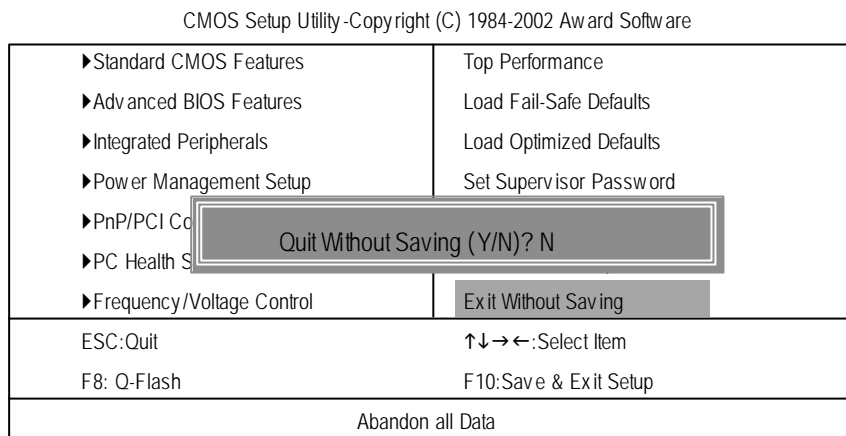 CMOS Setup Utility-Copyright (C) 1984-2002 Award Software
▶Standard CMOS Features
Top Performance
▶Advanced BIOS Features
Load Fail-Safe Defaults
▶Integrated Peripherals
Load Optimized Defaults
▶Power Management Setup
Set Supervisor Password
▶PnP/PCI Co
▶PC Health S
Quit Without Saving (Y/N)? N
▶Frequency/Voltage Control
Exit Without Saving
ESC:Quit
↑↓→←:Select Item
F8: Q-Flash
F10:Save & Exit Setup
Abandon all Data